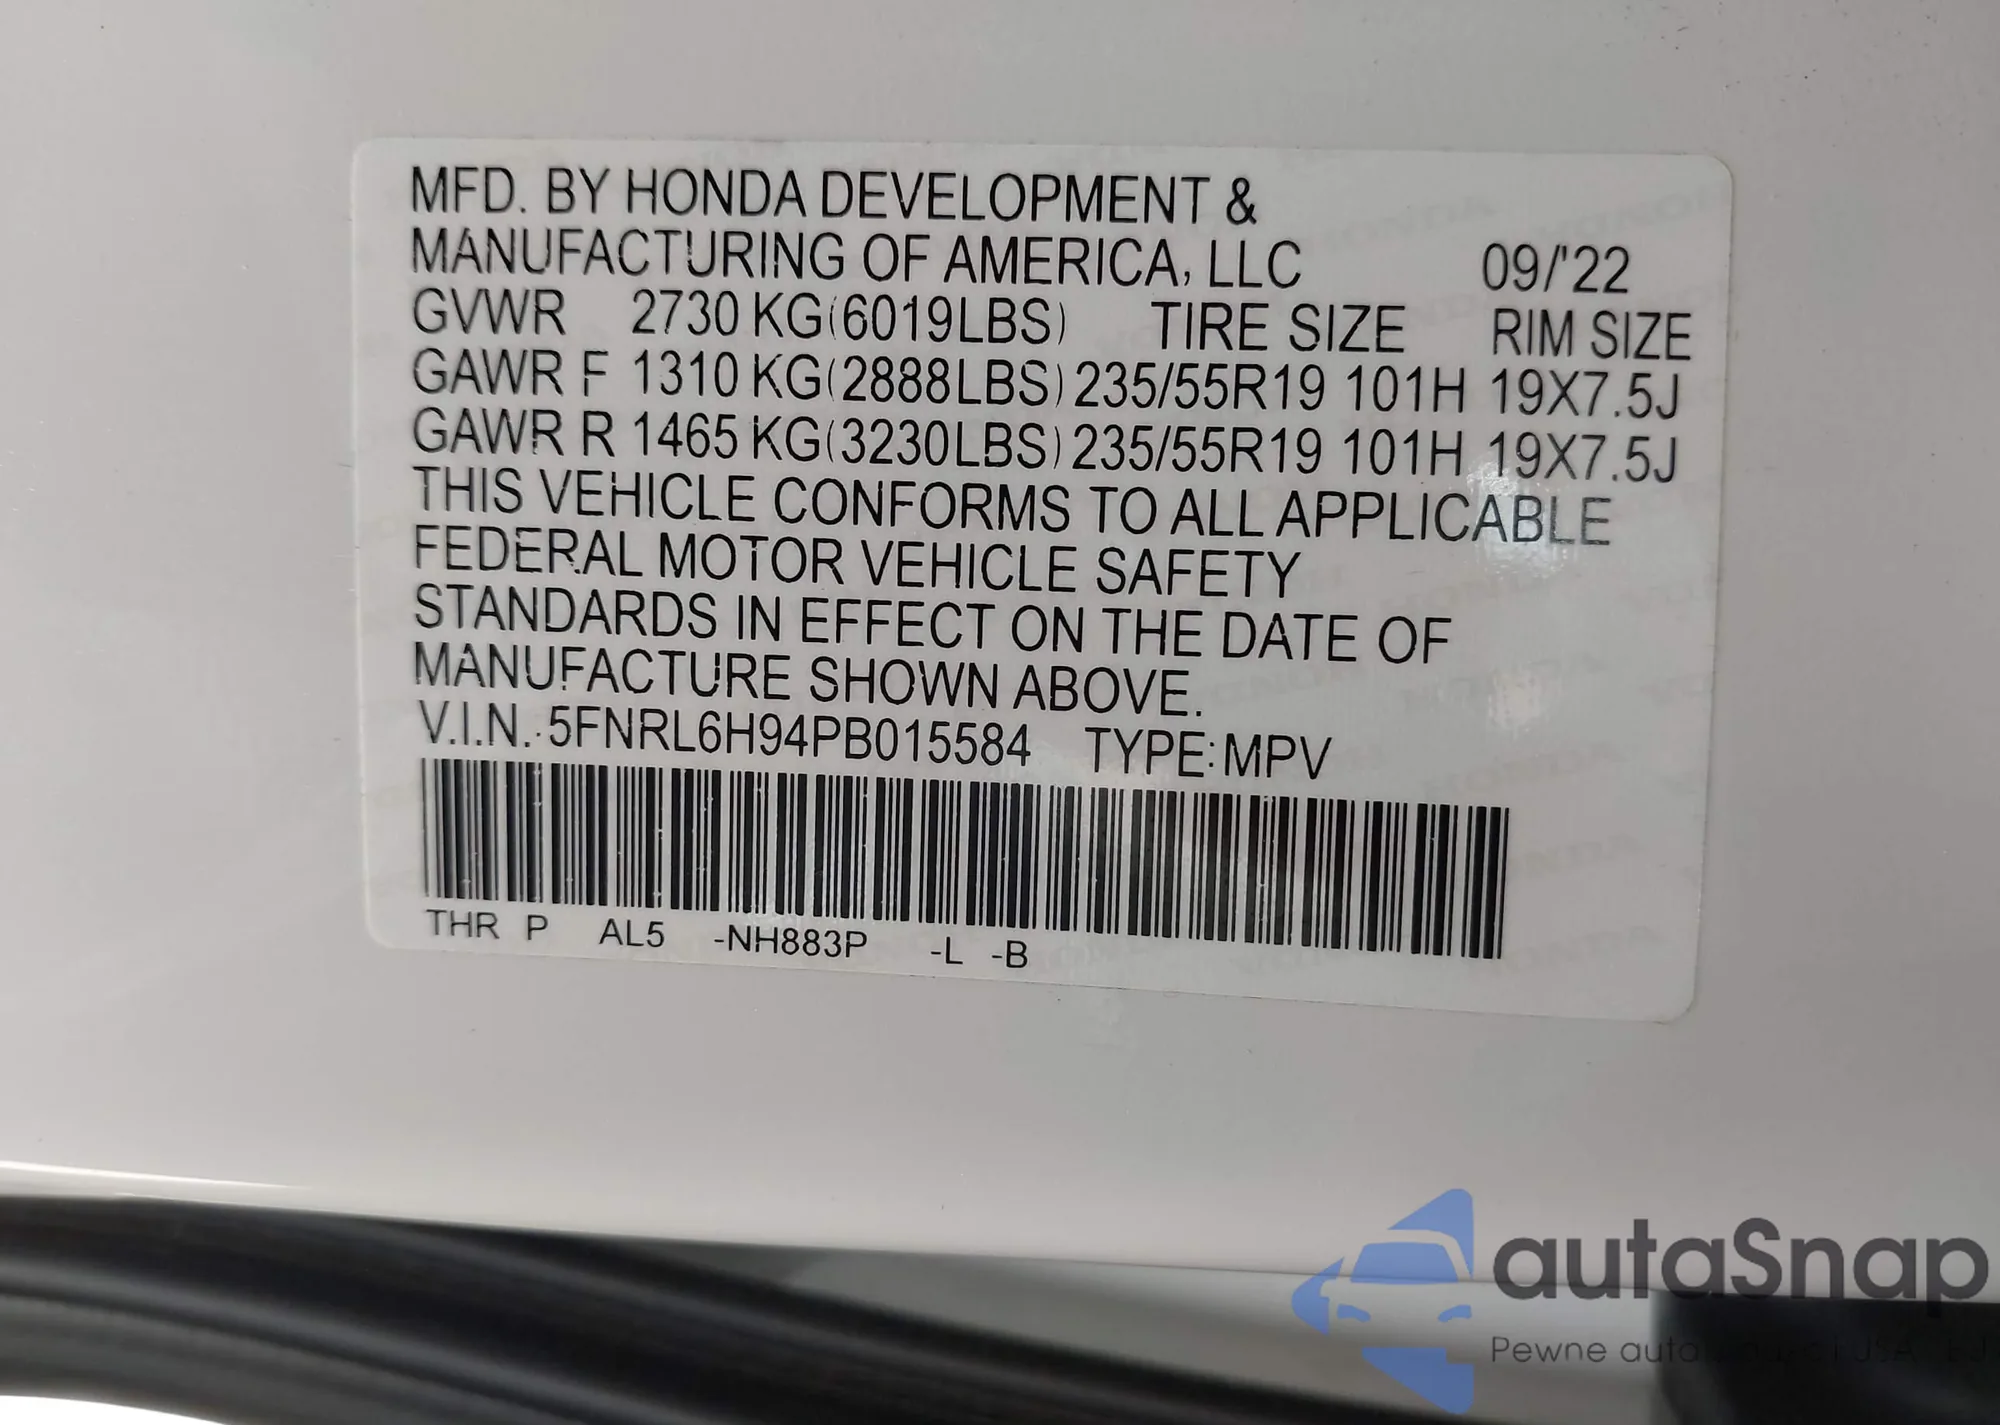 MFD. BY HONDA DEVELOPMENT &
MANUFACTURING OF AMERICA, LLC 09/'22
GVWR 2730 KG(6019LBS) TIRE SIZE RIM SIZE
GAWR F 1310 KG(2888LBS) 235/55R19 101H 19X7.5J
GAWR R 1465 KG(3230LBS) 235/55R19 101H 19X7.5J
THIS VEHICLE CONFORMS TO ALL APPLICABLE
FEDERAL MOTOR VEHICLE SAFETY
STANDARDS IN EFFECT ON THE DATE OF
MANUFACTURE SHOWN ABOVE.
V.I.N.: 5FNRL6H94PB015584 TYPE: MPV
THR P AL5 -NH883P -L -B
autaSnap
Pewne auta